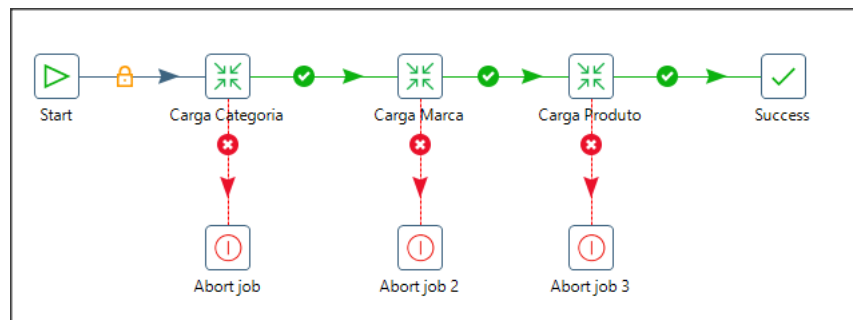 Start
Carga Categoria
Carga Marca
Carga Produto
Success
Abort job
Abort job 2
Abort job 3